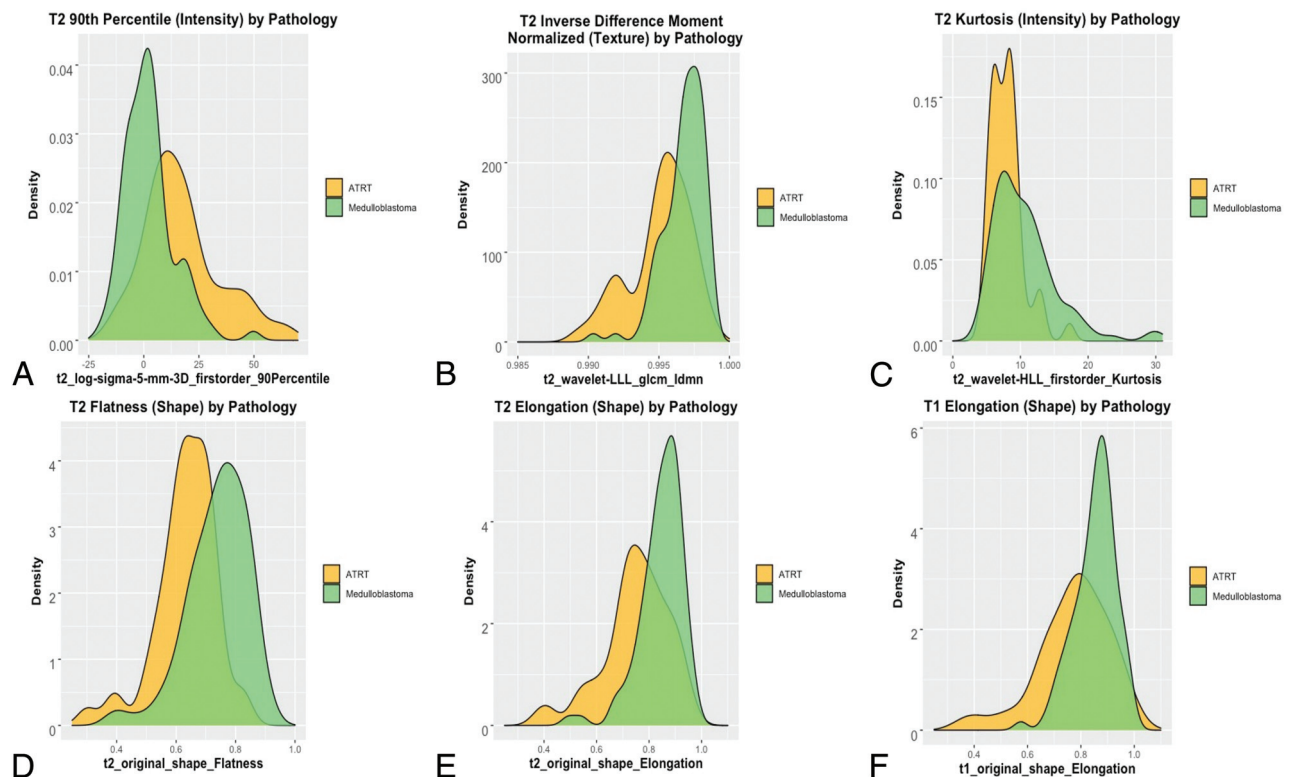 T2 90th Percentile (Intensity) by Pathology
0.04
0.03
0.02
0.01
0.00
Density
-25
0
25
50
t2_log-sigma-5-mm-3D_firstorder_90Percentile
ATRT
Medulloblastoma
A
T2 Inverse Difference Moment
Normalized (Texture) by Pathology
300
200
100
0
Density
0.985
0.990
0.995
1.000
t2_wavelet-LLL_glcm_Idmn
ATRT
Medulloblastoma
B
T2 Kurtosis (Intensity) by Pathology
0.15
0.10
0.05
0.00
Density
0
10
20
30
t2_wavelet-HLL_firstorder_Kurtosis
ATRT
Medulloblastoma
C
T2 Flatness (Shape) by Pathology
4
3
2
1
0
Density
0.4
0.6
0.8
1.0
t2_original_shape_Flatness
ATRT
Medulloblastoma
D
T2 Elongation (Shape) by Pathology
4
2
0
Density
0.4
0.6
0.8
1.0
t2_original_shape_Elongation
ATRT
Medulloblastoma
E
T1 Elongation (Shape) by Pathology
6
4
2
0
Density
0.4
0.6
0.8
1.0
t1_original_shape_Elongation
ATRT
Medulloblastoma
F